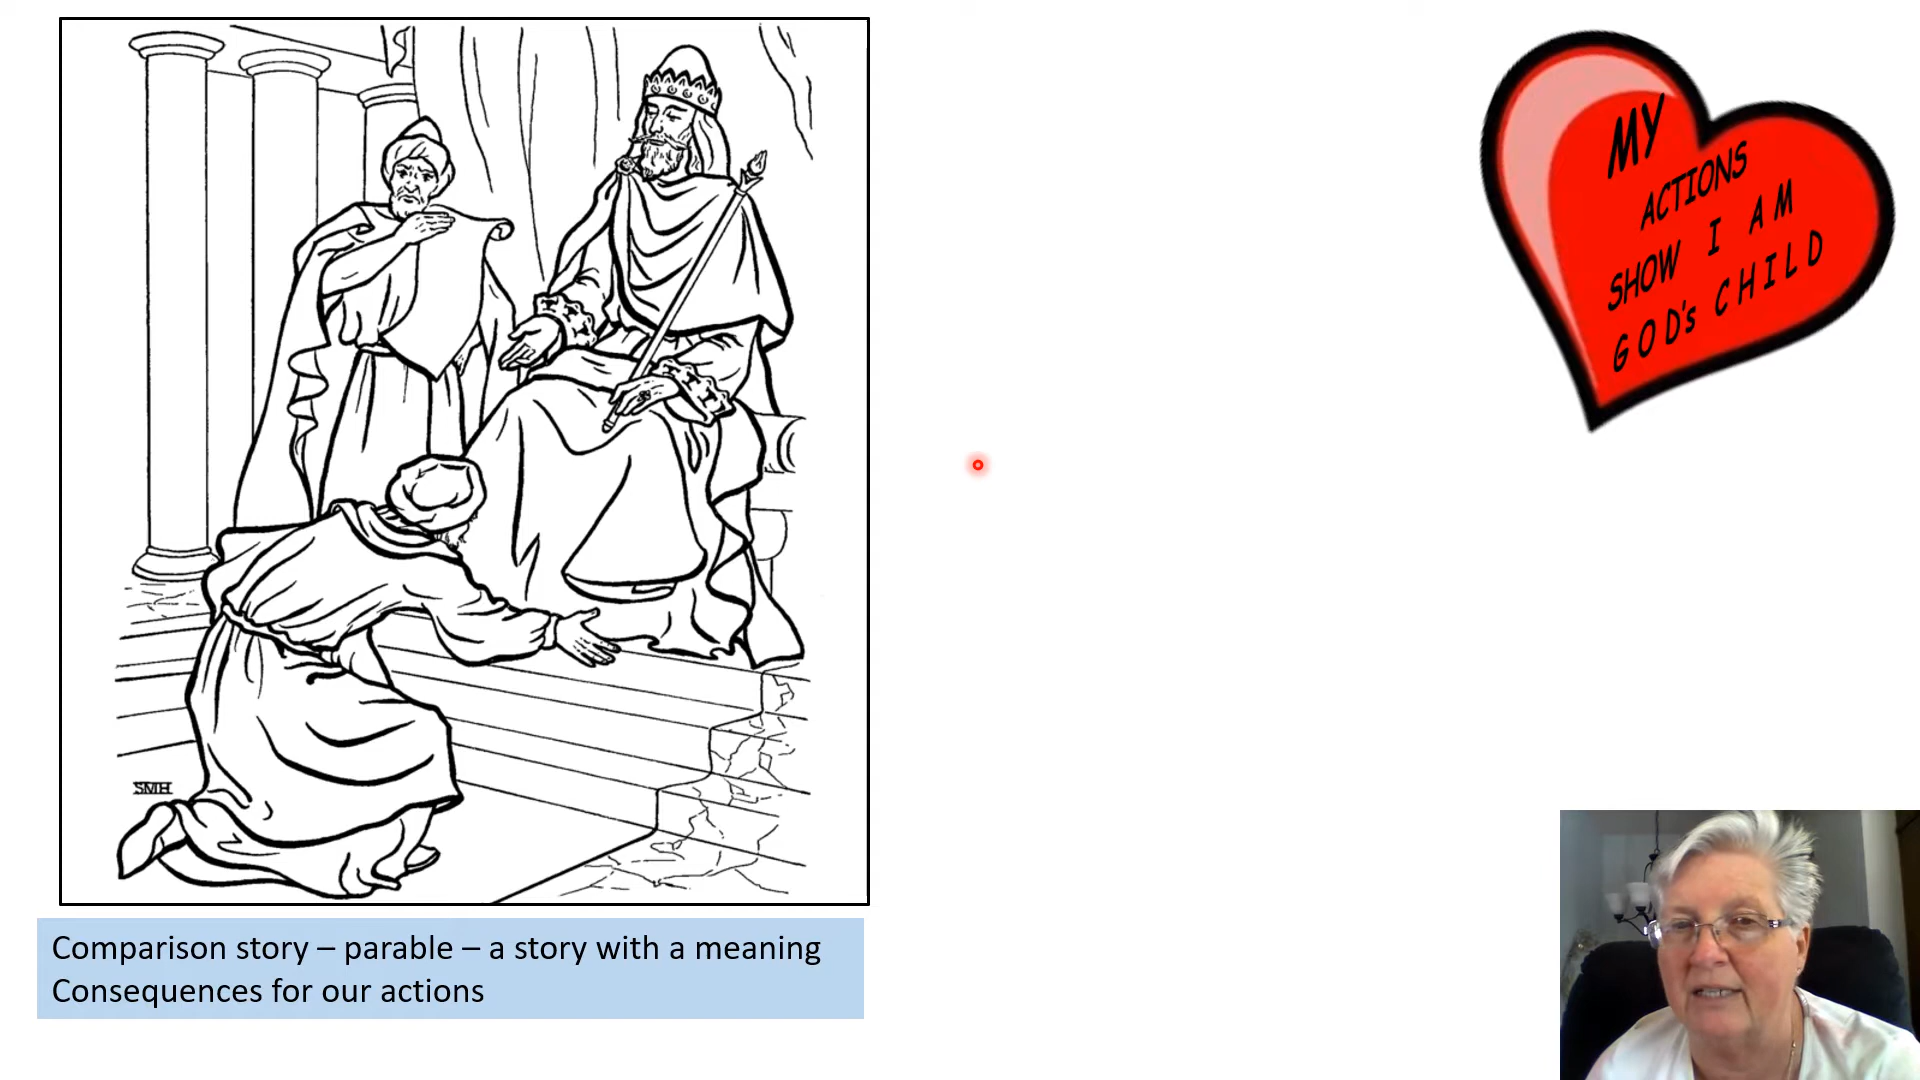 MY
ACTIONS
SHOW I AM
GOD's CHILD
SMH
Comparison story – parable – a story with a meaning
Consequences for our actions